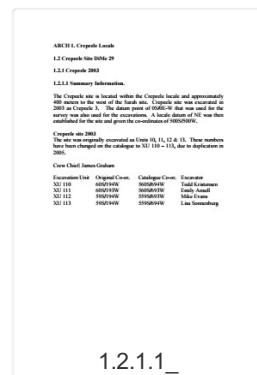 ARCH 1. Crepeele Locale
1.2 Crepeele Site DiMe 29
1.2.1 Crepeele 2003
1.2.1.1 Summary Information.
The Crepeele site is located within the Crepeele locale and approximately
400 meters to the west of the Sarah site. Crepeele site was excavated in
2003 as Crepeele 3. The datum point of 0S/0E-W that was used for the
survey was also used for the excavations. A locale datum of NE was then
established for the site and given the co-ordinates of 500S/500W.
Crepeele site 2003
The site was originally excavated as Units 10, 11, 12 & 13. These numbers
have been changed on the catalogue to XU 110 – 113, due to duplication in
2005.
Crew Chief: James Graham
Excavation Unit Original Co-or. Catalogue Co-or. Excavator
XU 110 60S/194W 560S/694W Todd Kristensen
XU 111 60S/193W 560S/693W Emily Ansell
XU 112 59S/194W 559S/693W Mike Evans
XU 113 59S/194W 559S/694W Lisa Sonnenburg
1.2.1.1_